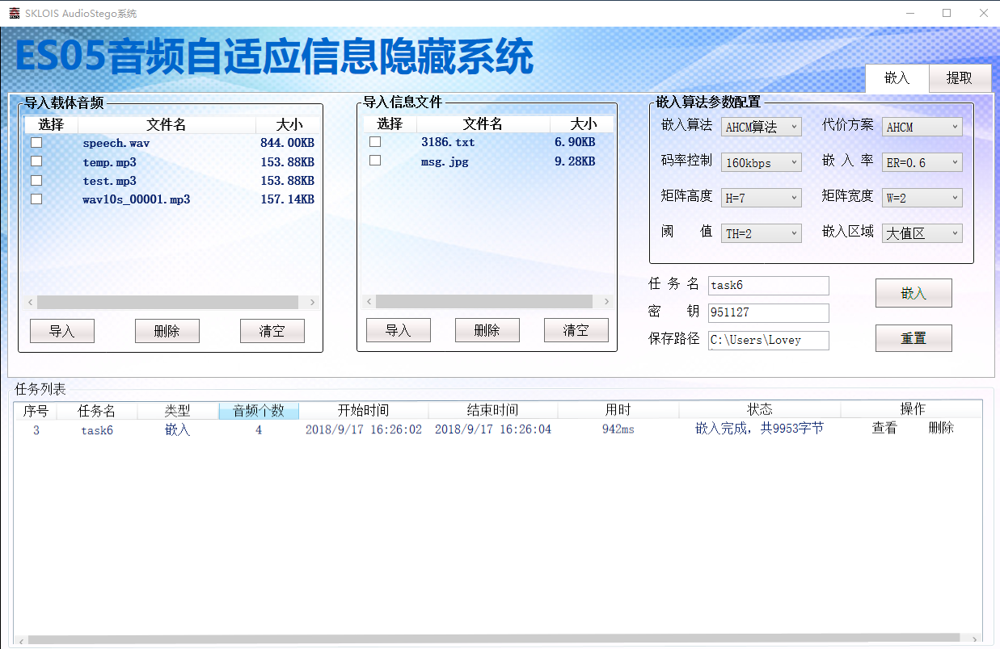 SKLOIS AudioStego系统
ES05音频自适应信息隐藏系统
嵌入 提取
导入载体音频
选择 文件名 大小
speech.wav 844.00KB
temp.mp3 153.88KB
test.mp3 153.88KB
wav10s_00001.mp3 157.14KB
导入 删除 清空
导入信息文件
选择 文件名 大小
3186.txt 6.90KB
msg.jpg 9.28KB
导入 删除 清空
嵌入算法参数配置
嵌入算法 AHCM算法 代价方案 AHCM
码率控制 160kbps 嵌 入 率 ER=0.6
矩阵高度 H=7 矩阵宽度 W=2
阈 值 TH=2 嵌入区域 大值区
任 务 名 task6
密 钥 951127
保存路径 C:\Users\Lovey
嵌入
重置
任务列表
序号 任务名 类型 音频个数 开始时间 结束时间 用时 状态 操作
3 task6 嵌入 4 2018/9/17 16:26:02 2018/9/17 16:26:04 942ms 嵌入完成，共9953字节 查看 删除